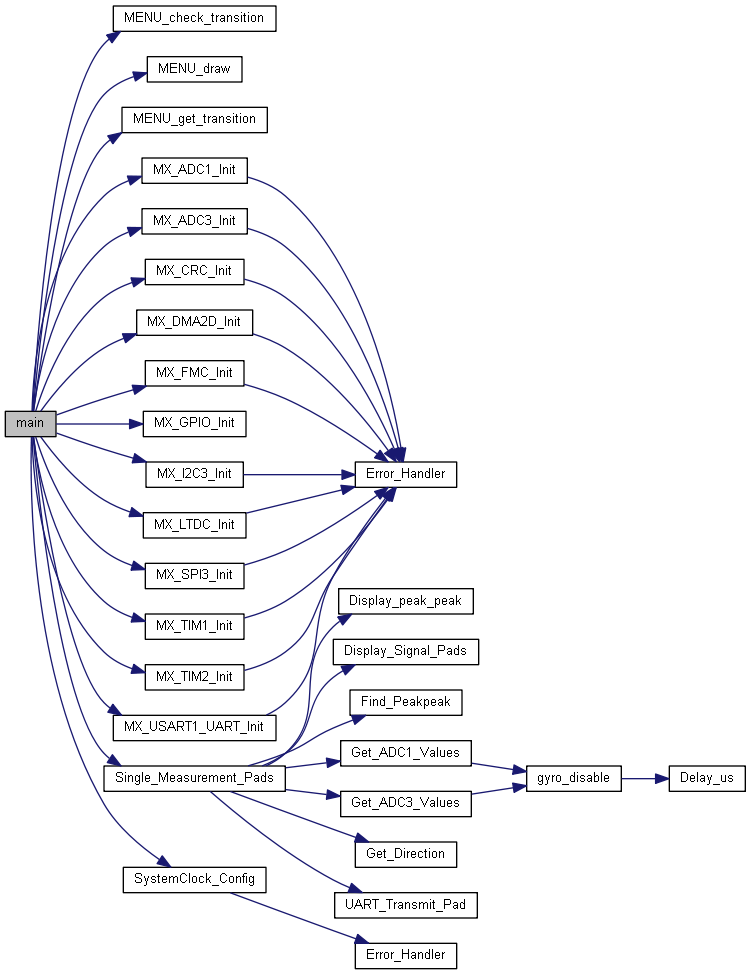 MENU_check_transition
MENU_draw
MENU_get_transition
MX_ADC1_Init
MX_ADC3_Init
MX_CRC_Init
MX_DMA2D_Init
MX_FMC_Init
main
MX_GPIO_Init
MX_I2C3_Init
Error_Handler
MX_LTDC_Init
MX_SPI3_Init
Display_peak_peak
MX_TIM1_Init
Display_Signal_Pads
MX_TIM2_Init
Find_Peakpeak
MX_USART1_UART_Init
Get_ADC1_Values
Single_Measurement_Pads
gyro_disable
Delay_us
Get_ADC3_Values
Get_Direction
SystemClock_Config
UART_Transmit_Pad
Error_Handler